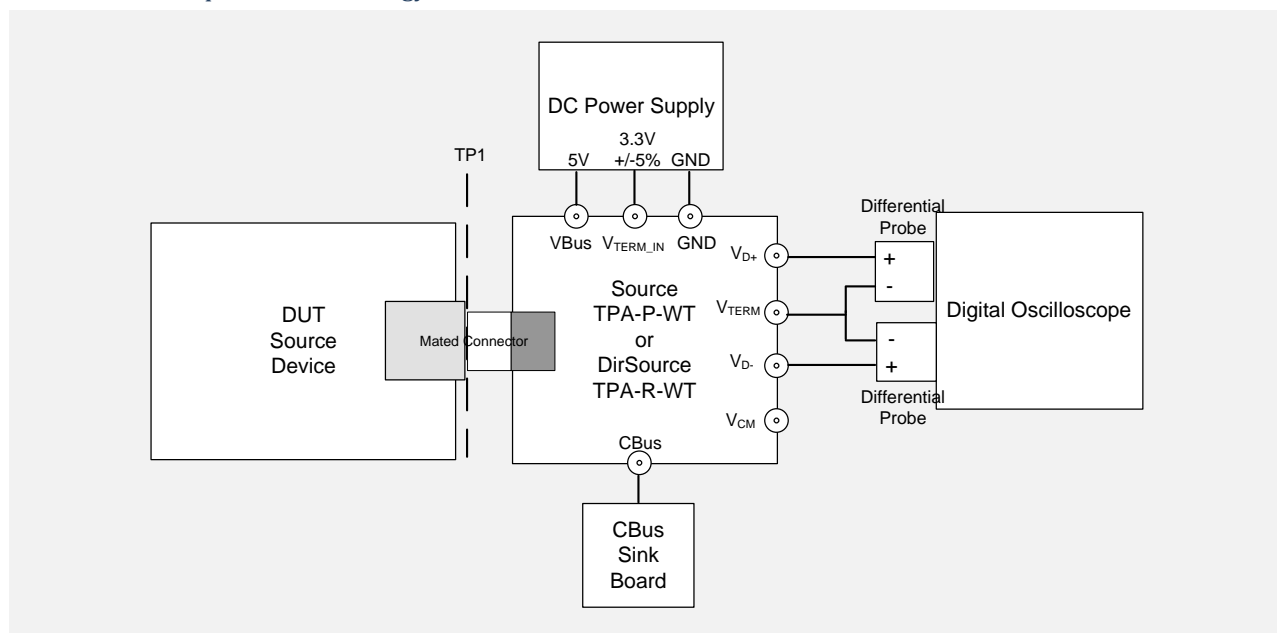 DC Power Supply
3.3V
5V +/-5% GND
TP1
VBus VTERM_IN GND
Differential
Probe
VD+
+
-
DUT
Source
Device
Mated Connector
Source
TPA-P-WT
or
DirSource
TPA-R-WT
VTERM
Digital Oscilloscope
-
+
VD-
Differential
Probe
VCM
CBus
CBus
Sink
Board